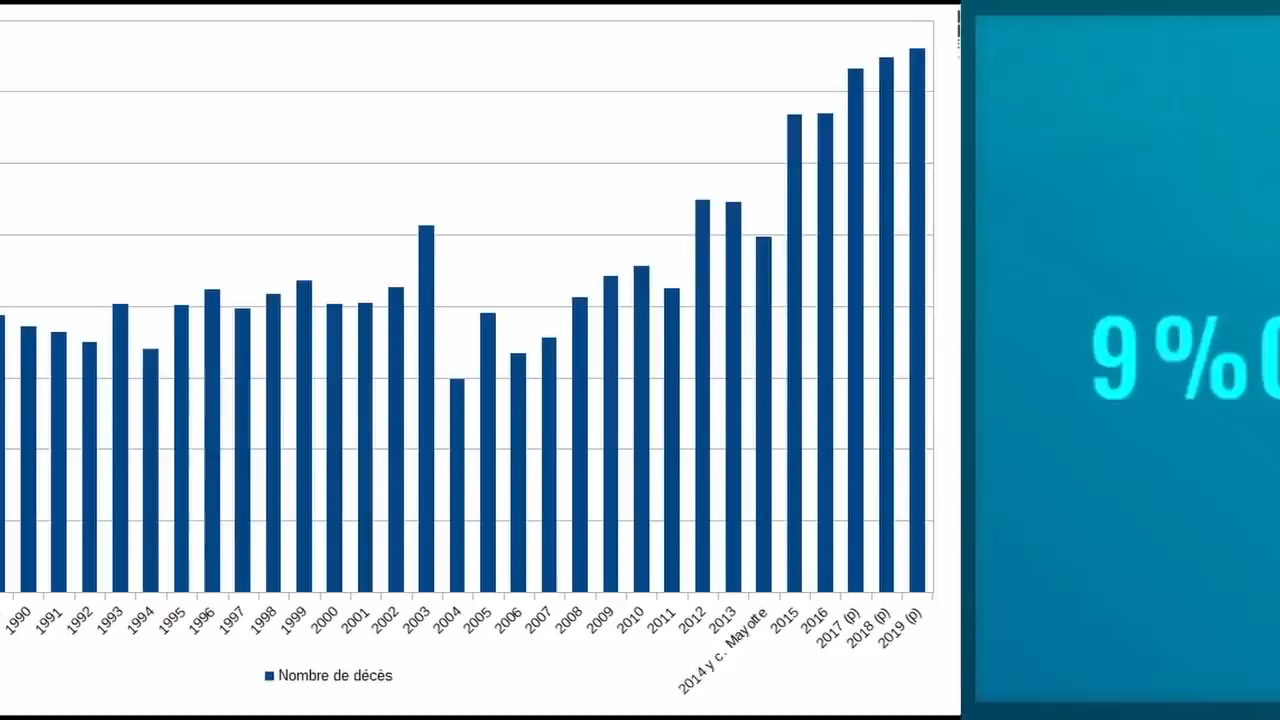 1990 1991 1992 1993 1994 1995 1996 1997 1998 1999 2000 2001 2002 2003 2004 2005 2006 2007 2008 2009 2010 2011 2012 2013 2014 y c. Mayotte 2015 2016 2017 (p) 2018 (p) 2019 (p)
Nombre de décès
9%